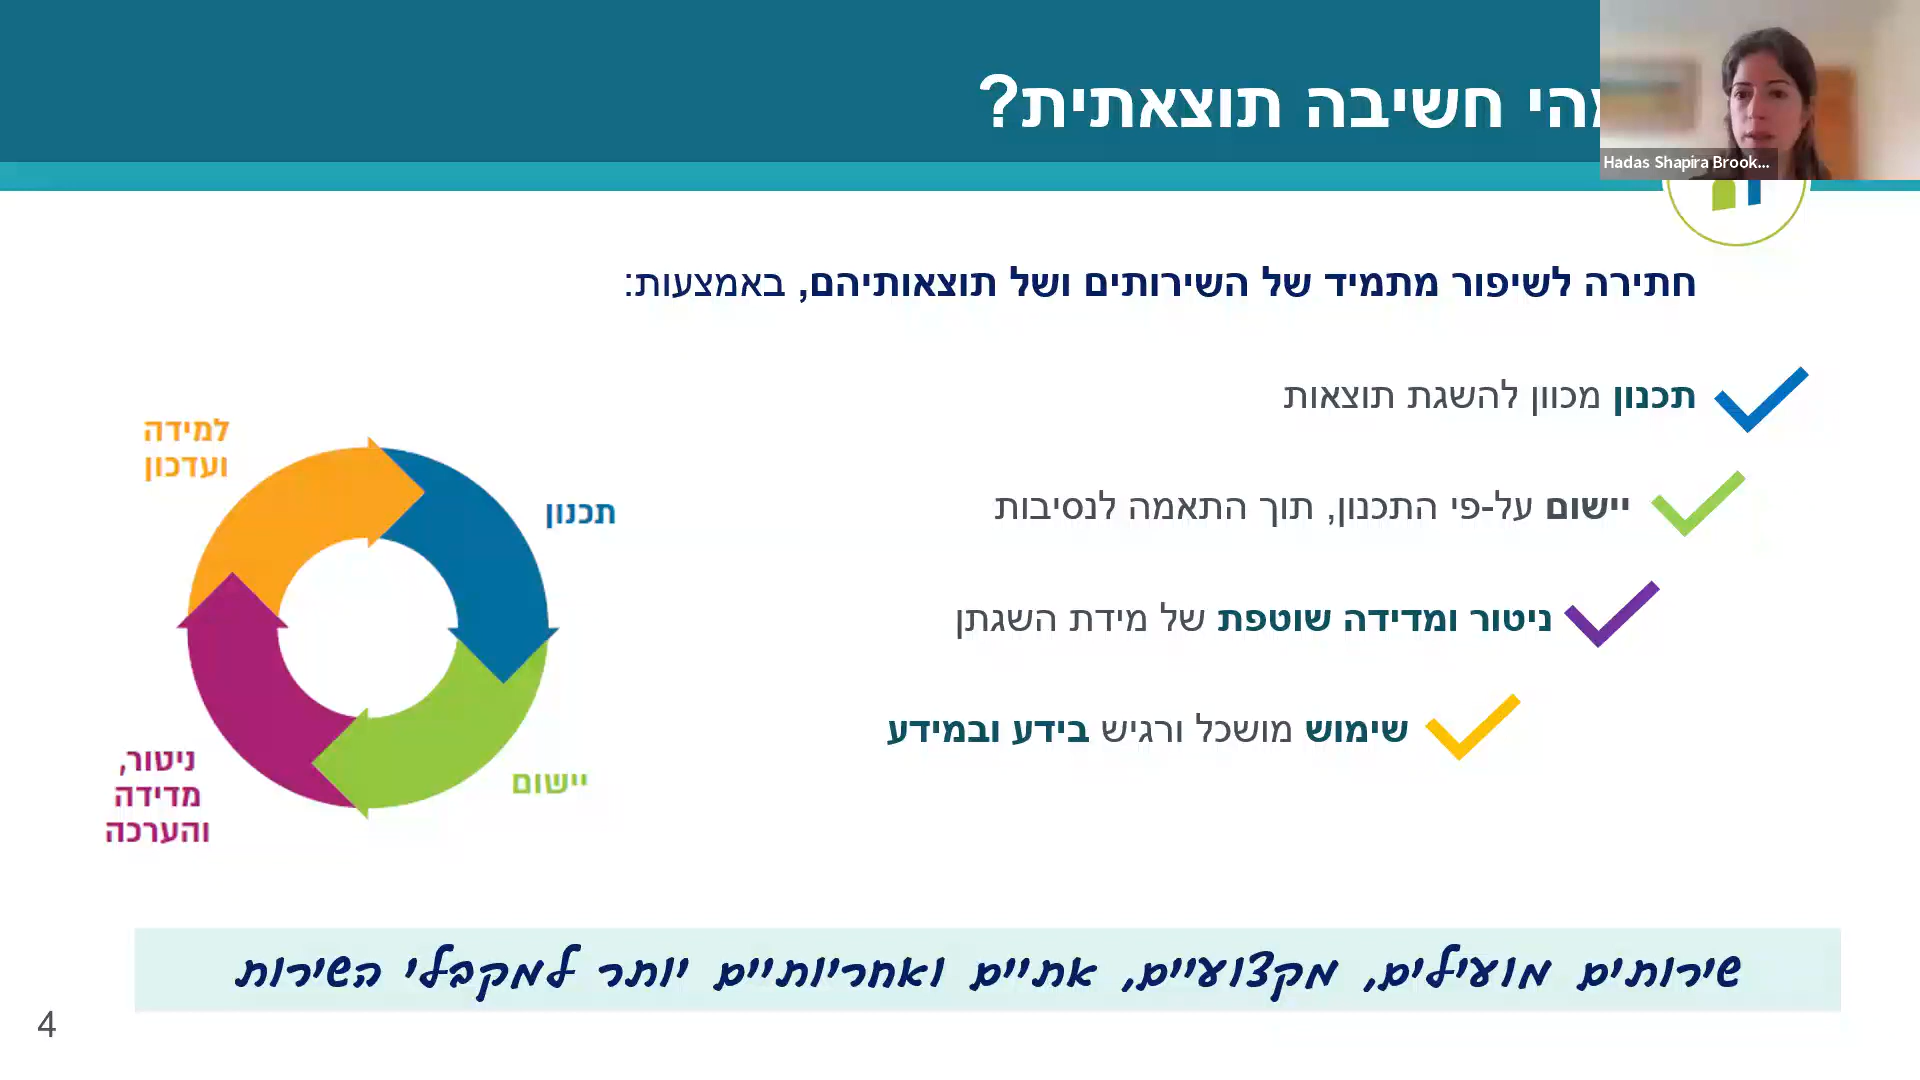 מהי חשיבה תוצאתית?
Hadas Shapira Brook...
חתירה לשיפור מתמיד של השירותים ושל תוצאותיהם, באמצעות:
תכנון מכוון להשגת תוצאות
יישום על-פי התכנון, תוך התאמה לנסיבות
ניטור ומדידה שוטפת של מידת השגתן
שימוש מושכל ורגיש בידע ובמידע
תכנון
יישום
ניטור,
מדידה
והערכה
למידה
ועדכון
שירותים מועילים, מקצועיים, אתיים ואחריותיים יותר למקבלי השירות
4